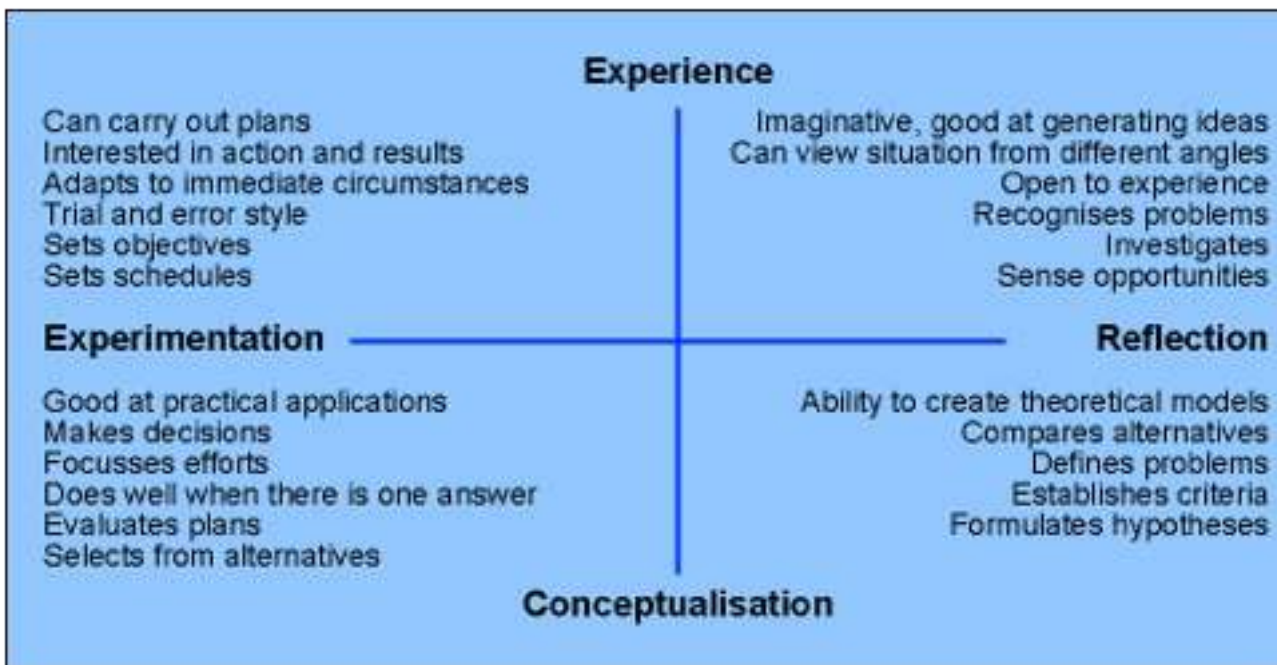 Experience
Can carry out plans
Interested in action and results
Adapts to immediate circumstances
Trial and error style
Sets objectives
Sets schedules
Imaginative, good at generating ideas
Can view situation from different angles
Open to experience
Recognises problems
Investigates
Sense opportunities
Experimentation
Reflection
Good at practical applications
Makes decisions
Focusses efforts
Does well when there is one answer
Evaluates plans
Selects from alternatives
Ability to create theoretical models
Compares alternatives
Defines problems
Establishes criteria
Formulates hypotheses
Conceptualisation